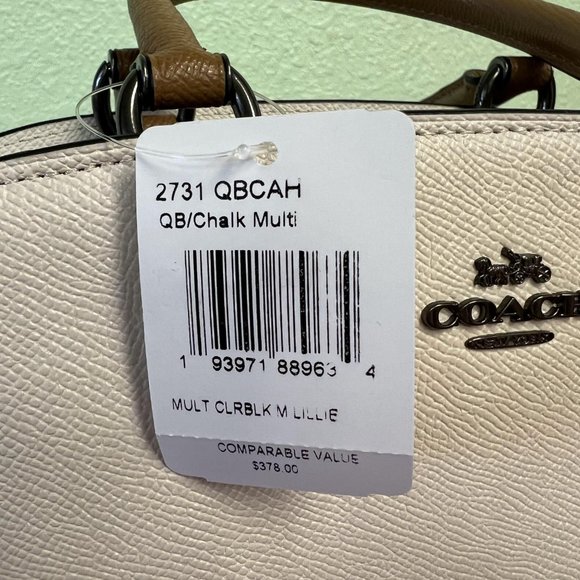 2731 QBCAH
QB/Chalk Multi
1 93971 88963 4
MULT CLRBLK M LILLIE
COMPARABLE VALUE
$378.00
COACH
NEW YORK